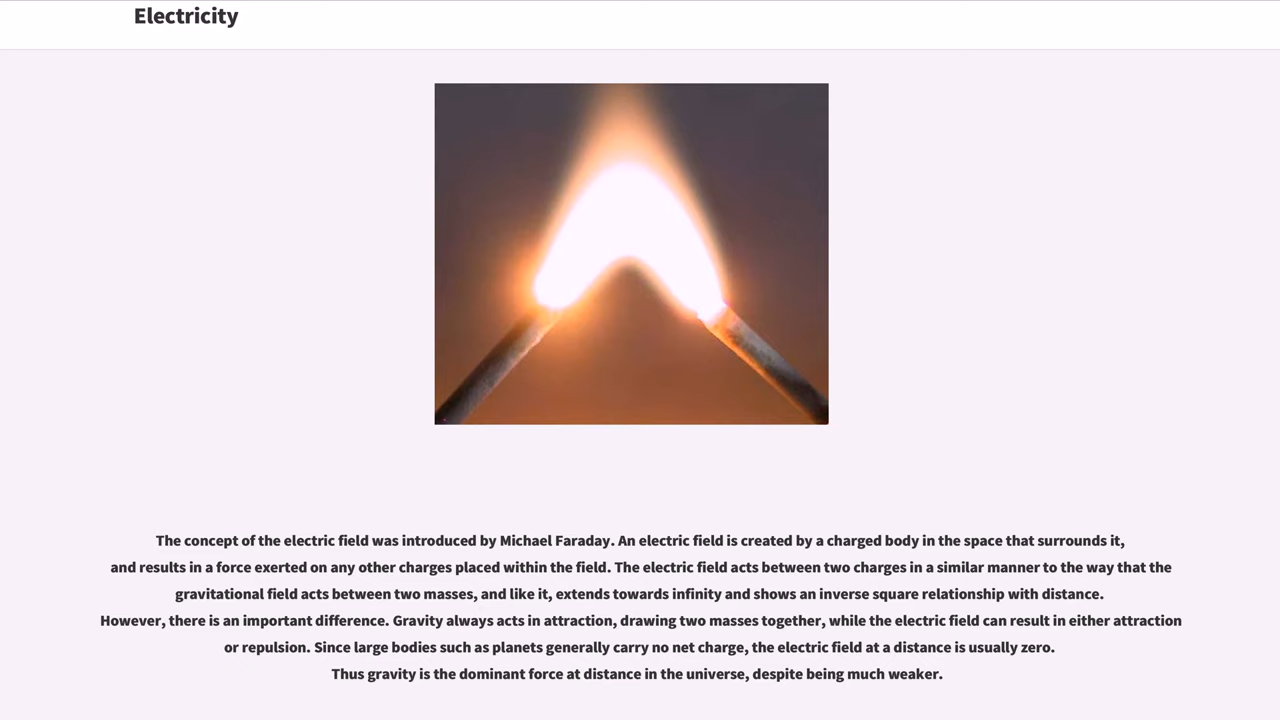 Electricity
The concept of the electric field was introduced by Michael Faraday. An electric field is created by a charged body in the space that surrounds it,
and results in a force exerted on any other charges placed within the field. The electric field acts between two charges in a similar manner to the way that the
gravitational field acts between two masses, and like it, extends towards infinity and shows an inverse square relationship with distance.
However, there is an important difference. Gravity always acts in attraction, drawing two masses together, while the electric field can result in either attraction
or repulsion. Since large bodies such as planets generally carry no net charge, the electric field at a distance is usually zero.
Thus gravity is the dominant force at distance in the universe, despite being much weaker.